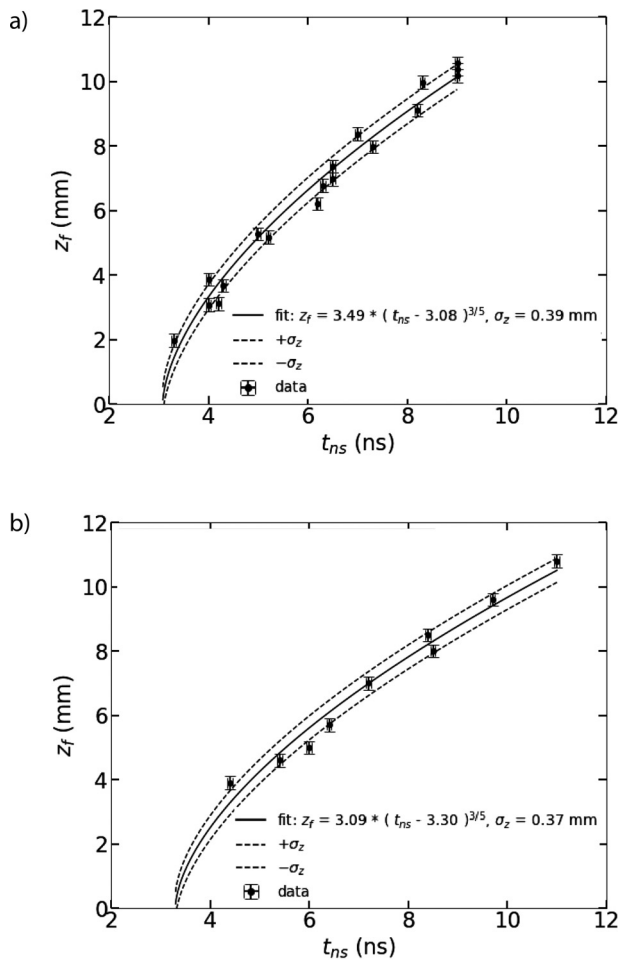 a)
12
10
8
6
4
2
0
z_f (mm)
fit: z_f = 3.49 * ( t_ns - 3.08 )^3/5, σ_z = 0.39 mm
+σ_z
−σ_z
data
2 4 6 8 10 12
t_ns (ns)
b)
12
10
8
6
4
2
0
z_f (mm)
fit: z_f = 3.09 * ( t_ns - 3.30 )^3/5, σ_z = 0.37 mm
+σ_z
−σ_z
data
2 4 6 8 10 12
t_ns (ns)